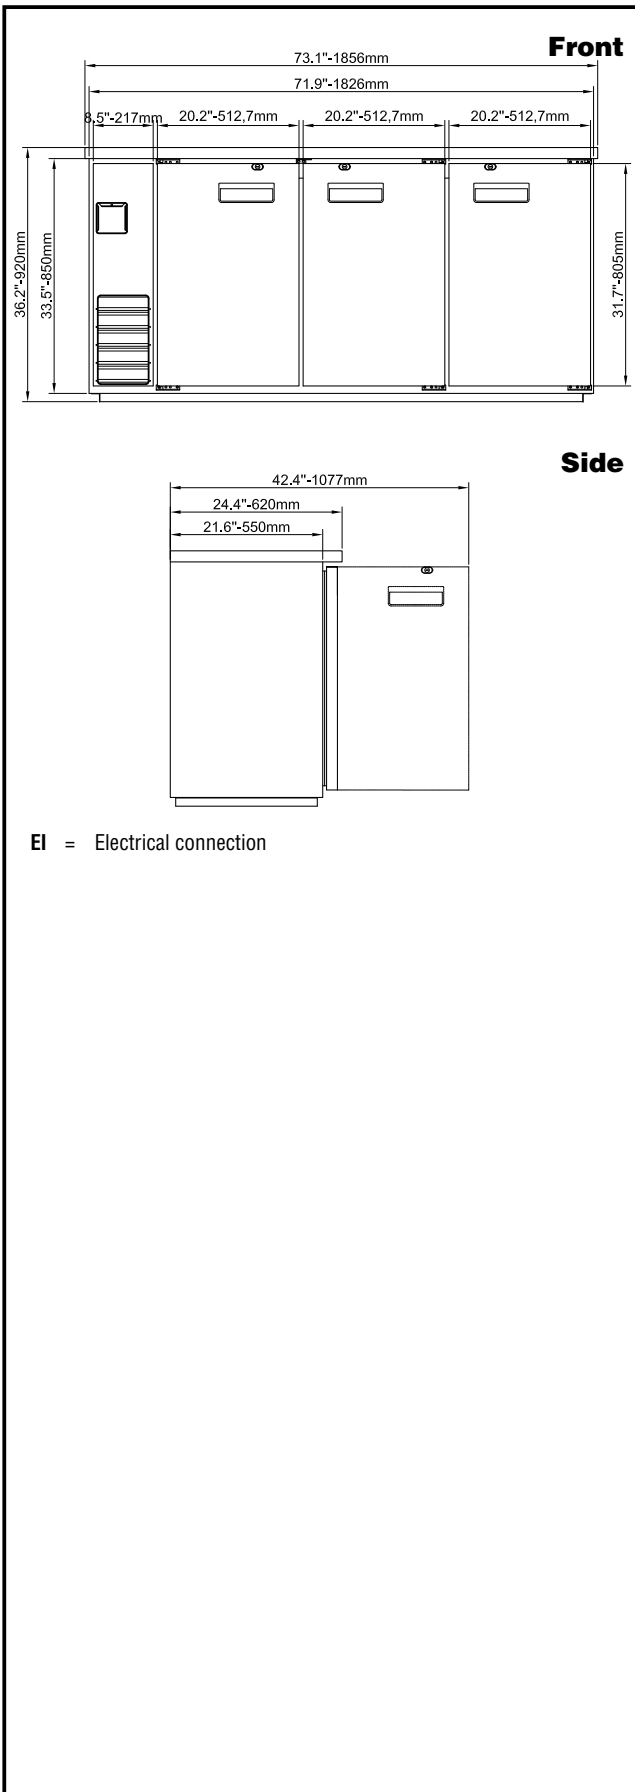 Front
73.1"-1856mm
71.9"-1826mm
8.5"-217mm 20.2"-512,7mm 20.2"-512,7mm 20.2"-512,7mm
36.2"-920mm
33.5"-850mm
31.7"-805mm
Side
42.4"-1077mm
24.4"-620mm
21.6"-550mm
EI = Electrical connection